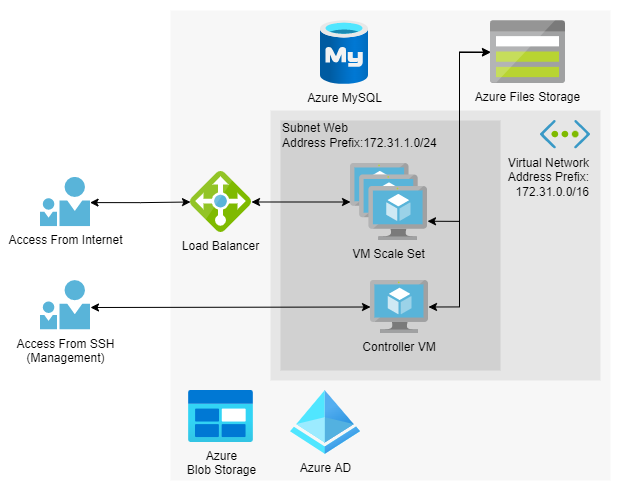 My
Azure MySQL
Azure Files Storage
Subnet Web
Address Prefix:172.31.1.0/24
Virtual Network
Address Prefix:
172.31.0.0/16
Access From Internet
Load Balancer
VM Scale Set
Access From SSH
(Management)
Controller VM
Azure
Blob Storage
Azure AD